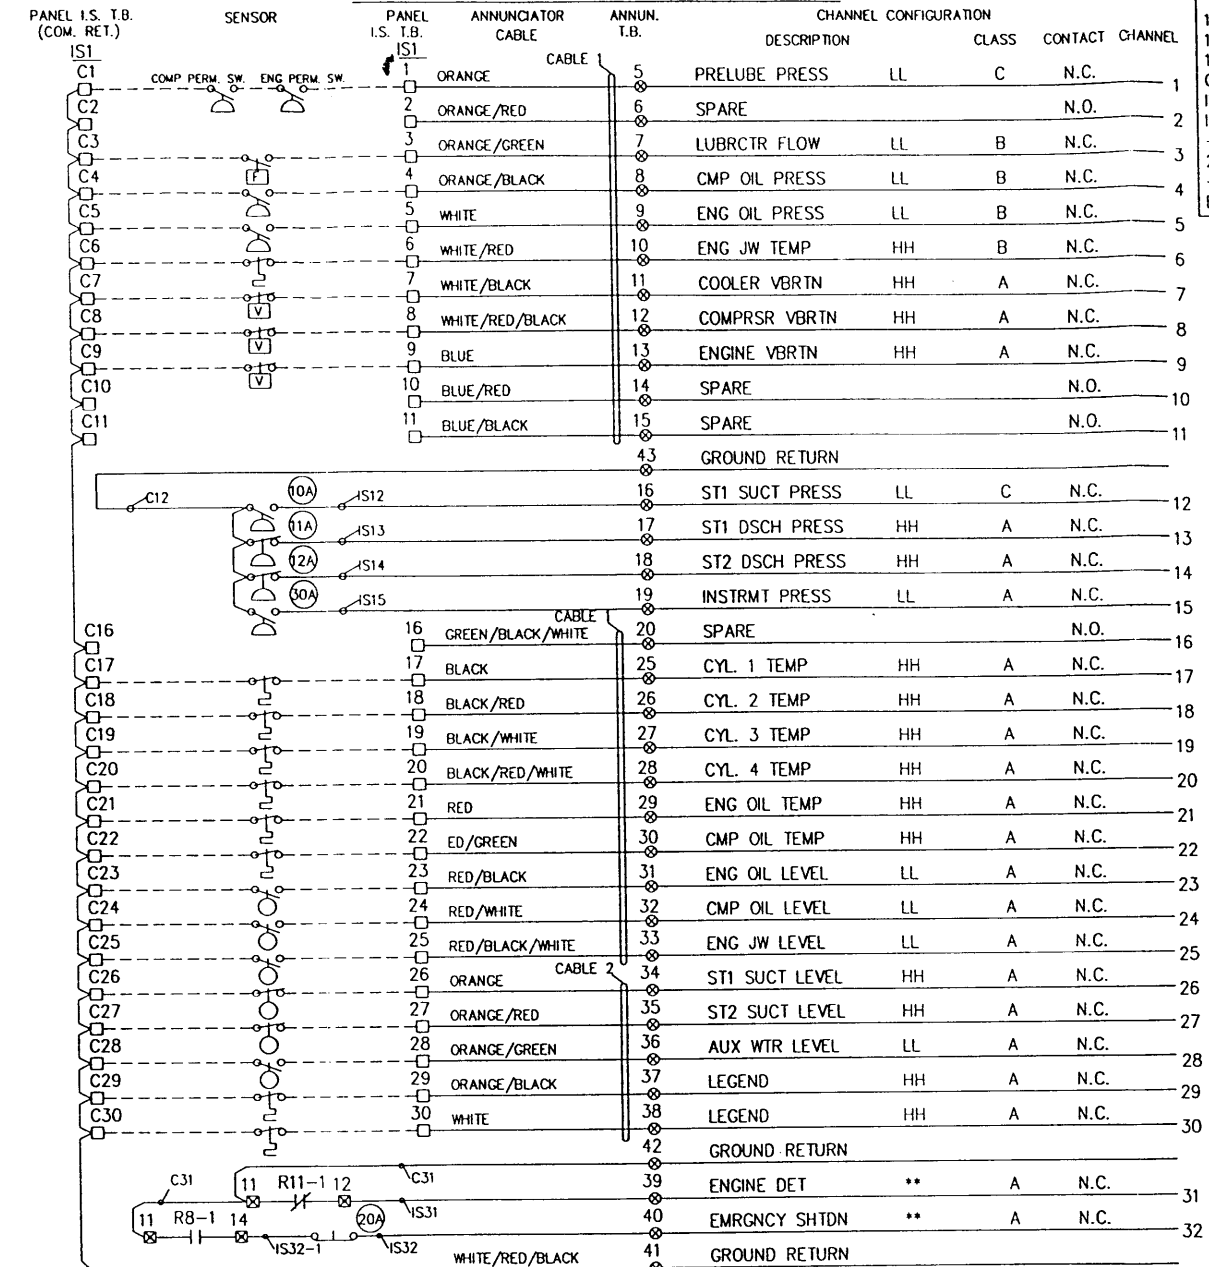 PANEL I.S. T.B. SENSOR PANEL ANNUNCIATOR ANNUN. CHANNEL CONFIGURATION
(COM. RET.) I.S. T.B. CABLE T.B. DESCRIPTION CLASS CONTACT CHANNEL
IS1 IS1 CABLE 1
C1 COMP PERM. SW. ENG PERM. SW. 1 ORANGE 5 PRELUBE PRESS LL C N.C. 1
C2 2 ORANGE/RED 6 SPARE N.O. 2
C3 3 ORANGE/GREEN 7 LUBRCTR FLOW LL B N.C. 3
F
C4 4 ORANGE/BLACK 8 CMP OIL PRESS LL B N.C. 4
C5 5 WHITE 9 ENG OIL PRESS LL B N.C. 5
C6 6 WHITE/RED 10 ENG JW TEMP HH B N.C. 6
C7 7 WHITE/BLACK 11 COOLER VBRTN HH A N.C. 7
V
C8 8 WHITE/RED/BLACK 12 COMPRSR VBRTN HH A N.C. 8
V
C9 9 BLUE 13 ENGINE VBRTN HH A N.C. 9
V
C10 10 BLUE/RED 14 SPARE N.O. 10
C11 11 BLUE/BLACK 15 SPARE N.O. 11
43 GROUND RETURN
C12 10A IS12 16 ST1 SUCT PRESS LL C N.C. 12
11A IS13 17 ST1 DSCH PRESS HH A N.C. 13
12A IS14 18 ST2 DSCH PRESS HH A N.C. 14
30A IS15 19 INSTRMT PRESS LL A N.C. 15
CABLE 1
C16 16 GREEN/BLACK/WHITE 20 SPARE N.O. 16
C17 17 BLACK 25 CYL. 1 TEMP HH A N.C. 17
C18 18 BLACK/RED 26 CYL. 2 TEMP HH A N.C. 18
C19 19 BLACK/WHITE 27 CYL. 3 TEMP HH A N.C. 19
C20 20 BLACK/RED/WHITE 28 CYL. 4 TEMP HH A N.C. 20
C21 21 RED 29 ENG OIL TEMP HH A N.C. 21
C22 22 ED/GREEN 30 CMP OIL TEMP HH A N.C. 22
C23 23 RED/BLACK 31 ENG OIL LEVEL LL A N.C. 23
C24 24 RED/WHITE 32 CMP OIL LEVEL LL A N.C. 24
C25 25 RED/BLACK/WHITE 33 ENG JW LEVEL LL A N.C. 25
CABLE 2
C26 26 ORANGE 34 ST1 SUCT LEVEL HH A N.C. 26
C27 27 ORANGE/RED 35 ST2 SUCT LEVEL HH A N.C. 27
C28 28 ORANGE/GREEN 36 AUX WTR LEVEL LL A N.C. 28
C29 29 ORANGE/BLACK 37 LEGEND HH A N.C. 29
C30 30 WHITE 38 LEGEND HH A N.C. 30
42 GROUND RETURN
C31 11 R11-1 12 C31 IS31 39 ENGINE DET ** A N.C. 31
11 R8-1 14 IS32-1 20A IS32 40 EMRGNCY SHTDN ** A N.C. 32
WHITE/RED/BLACK 41 GROUND RETURN